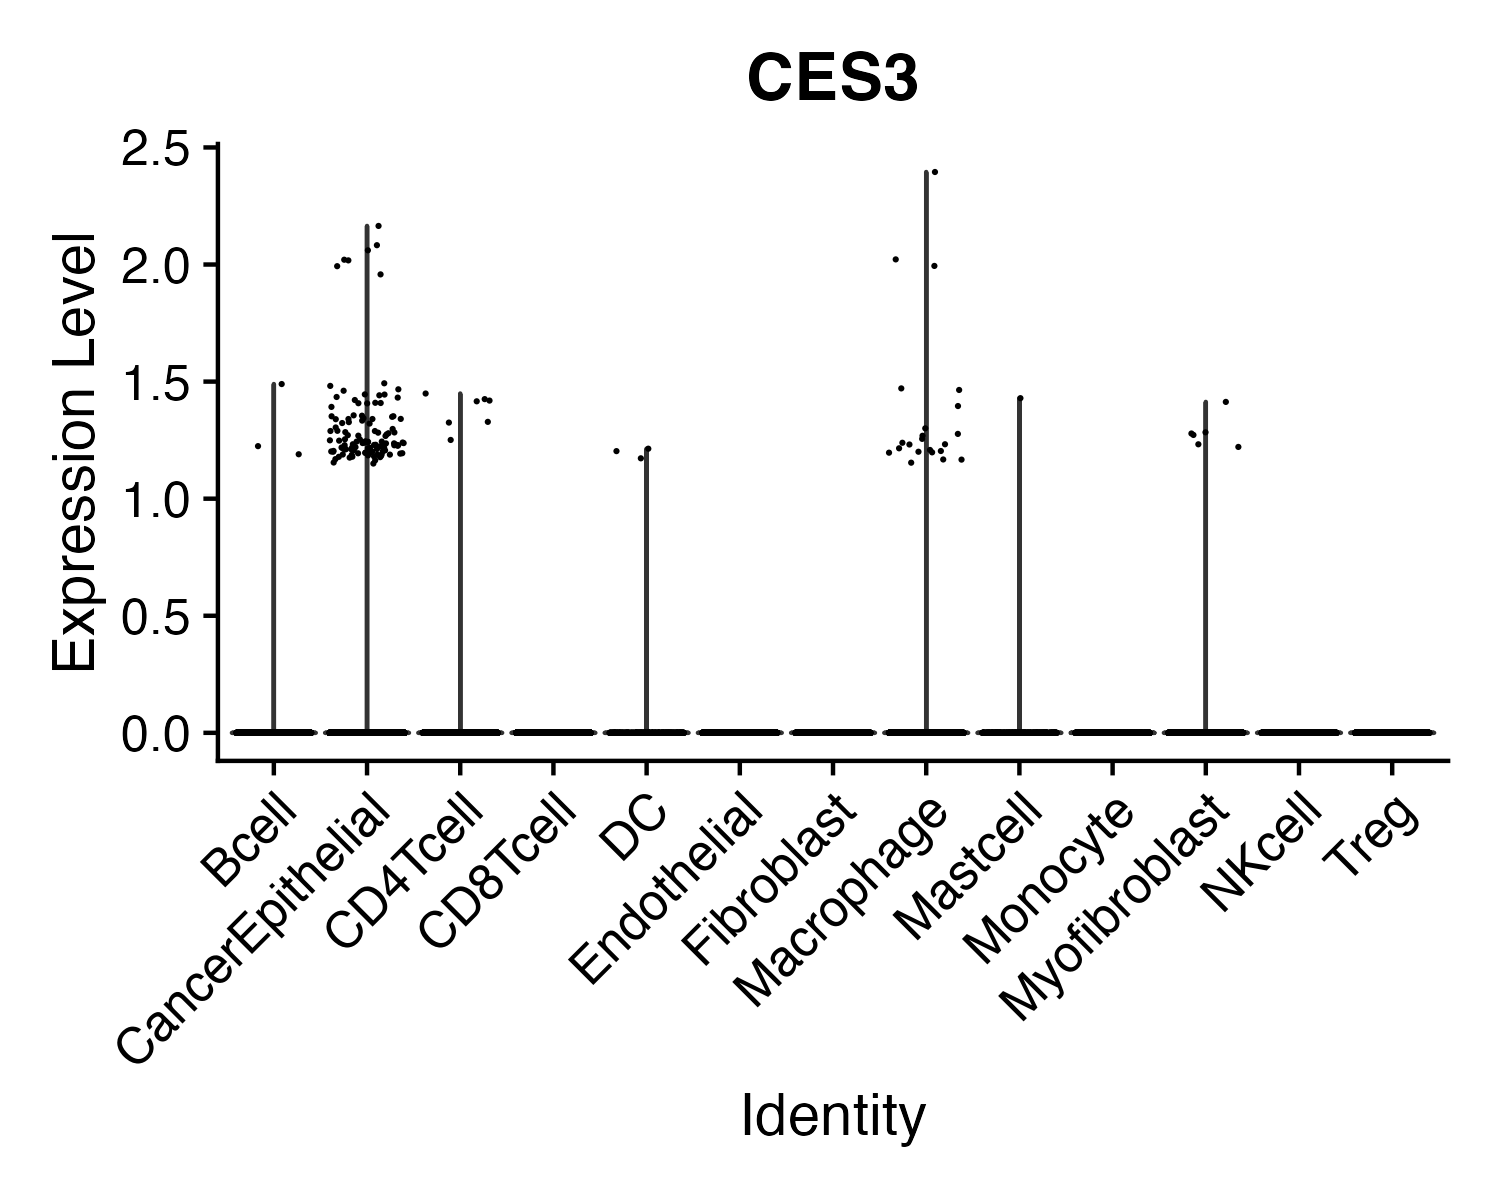 CES3
Expression Level
2.5
2.0
1.5
1.0
0.5
0.0
Bcell
CancerEpithelial
CD4Tcell
CD8Tcell
DC
Endothelial
Fibroblast
Macrophage
Mastcell
Monocyte
Myofibroblast
NKcell
Treg
Identity